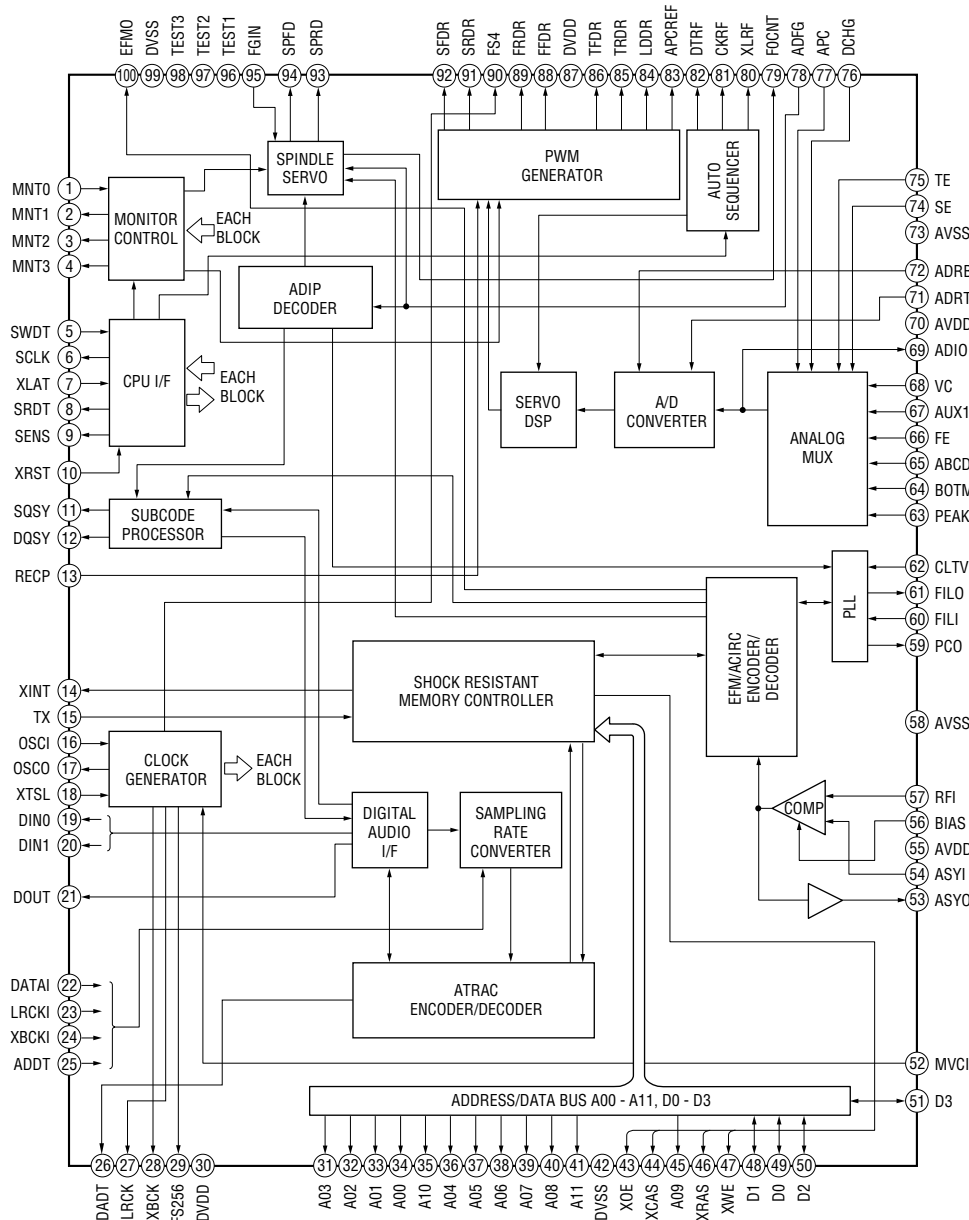 EFMO DVSS TEST3 TEST2 TEST1 FGIN SPFD SPRD SFDR SRDR FS4 FRDR FFDR DVDD TFDR TRDR LDDR APCREF DTRF CKRF XLRF F0CNT ADFG APC DCHG
100 99 98 97 96 95 94 93 92 91 90 89 88 87 86 85 84 83 82 81 80 79 78 77 76
MNT0 1
MNT1 2
MNT2 3
MNT3 4
SWDT 5
SCLK 6
XLAT 7
SRDT 8
SENS 9
XRST 10
SQSY 11
DQSY 12
RECP 13
XINT 14
TX 15
OSCI 16
OSCO 17
XTSL 18
DIN0 19
DIN1 20
DOUT 21
DATAI 22
LRCKI 23
XBCKI 24
ADDT 25
MONITOR
CONTROL
EACH
BLOCK
SPINDLE
SERVO
PWM
GENERATOR
AUTO
SEQUENCER
ADIP
DECODER
CPU I/F
EACH
BLOCK
SERVO
DSP
A/D
CONVERTER
ANALOG
MUX
SUBCODE
PROCESSOR
EFM/ACIRC
ENCODER/
DECODER
PLL
SHOCK RESISTANT
MEMORY CONTROLLER
CLOCK
GENERATOR
EACH
BLOCK
DIGITAL
AUDIO
I/F
SAMPLING
RATE
CONVERTER
COMP
ATRAC
ENCODER/DECODER
ADDRESS/DATA BUS A00 - A11, D0 - D3
75 TE
74 SE
73 AVSS
72 ADRB
71 ADRT
70 AVDD
69 ADIO
68 VC
67 AUX1
66 FE
65 ABCD
64 BOTM
63 PEAK
62 CLTV
61 FILO
60 FILI
59 PCO
58 AVSS
57 RFI
56 BIAS
55 AVDD
54 ASYI
53 ASYO
52 MVCI
51 D3
26 27 28 29 30 31 32 33 34 35 36 37 38 39 40 41 42 43 44 45 46 47 48 49 50
DADT LRCK XBCK FS256 DVDD A03 A02 A01 A00 A10 A04 A05 A06 A07 A08 A11 DVSS XOE XCAS A09 XRAS XWE D1 D0 D2